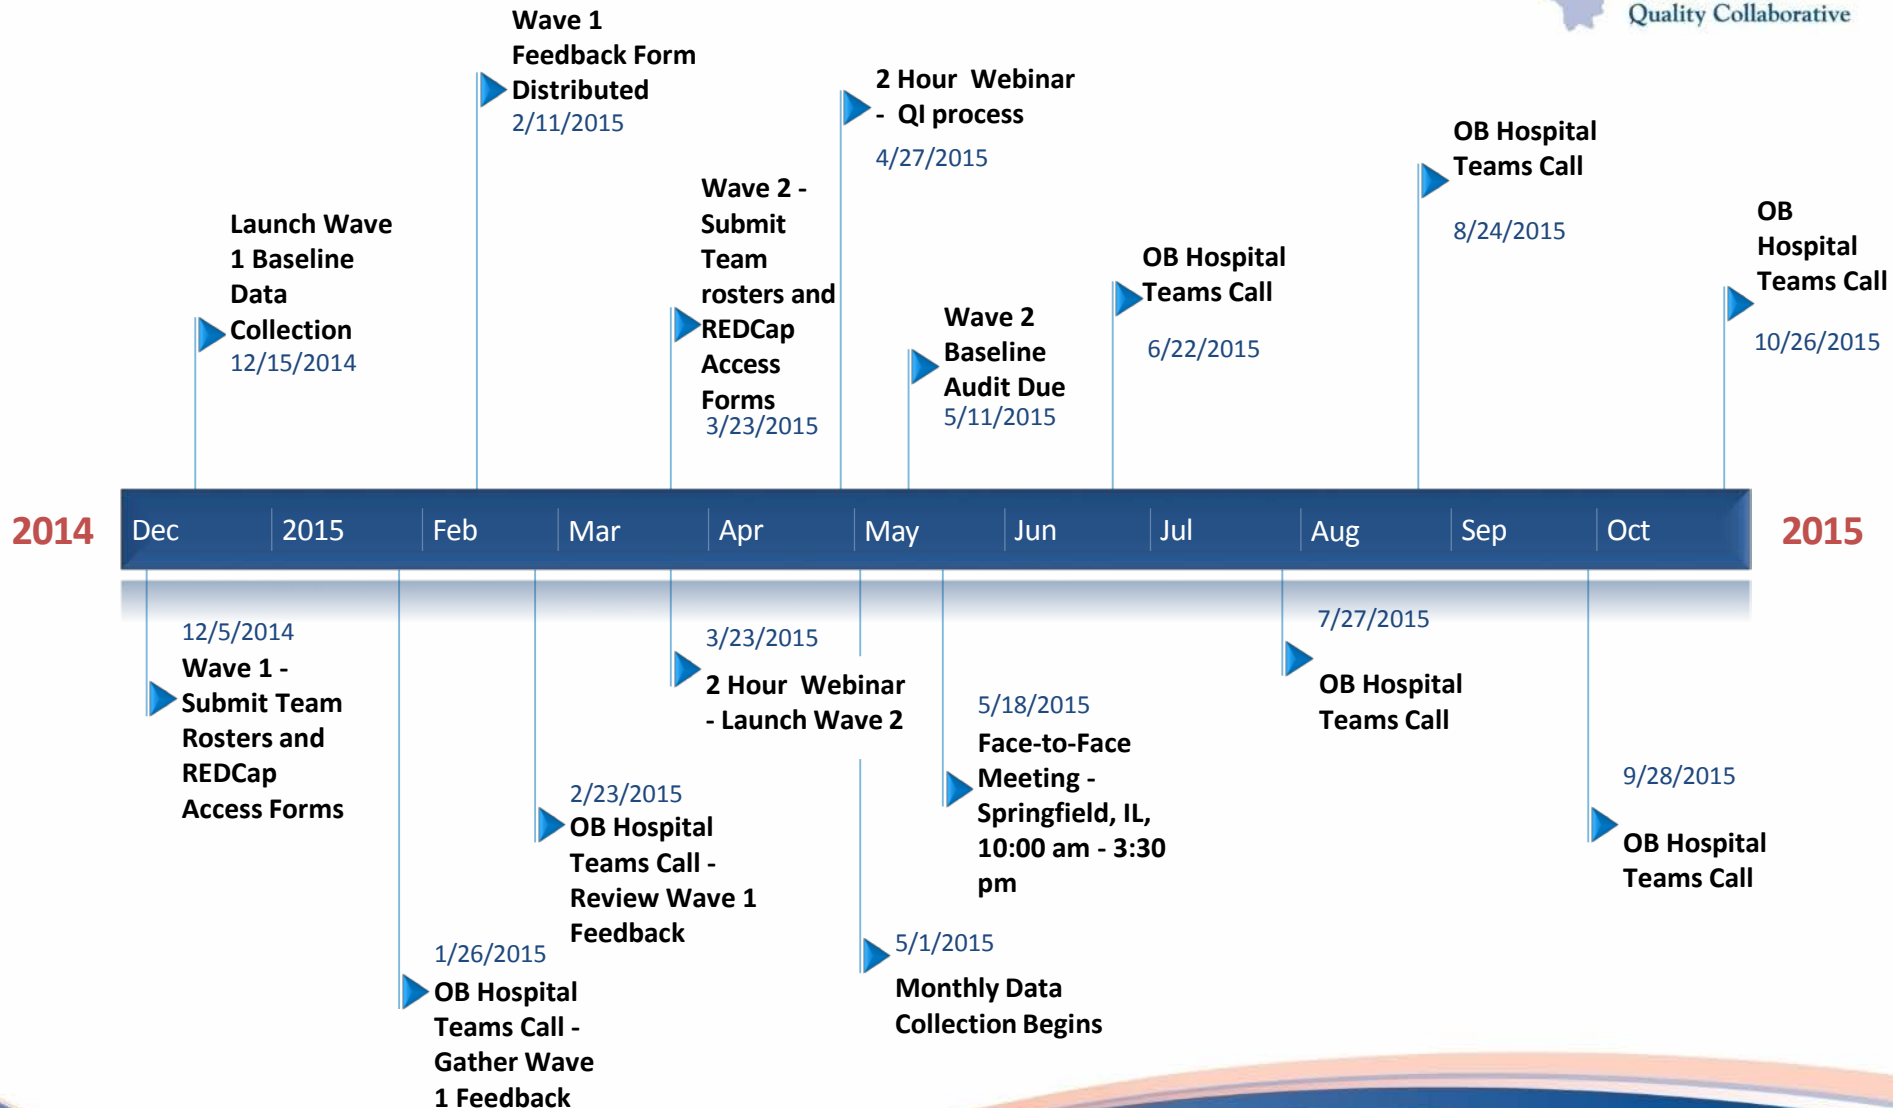 Quality Collaborative
Wave 1
Feedback Form
Distributed
2/11/2015
2 Hour  Webinar
-  QI process
4/27/2015
OB Hospital
Teams Call
8/24/2015
Wave 2 -
Submit
Team
rosters and
REDCap
Access
Forms
3/23/2015
Launch Wave
1 Baseline
Data
Collection
12/15/2014
OB
Hospital
Teams Call
10/26/2015
OB Hospital
Teams Call
6/22/2015
Wave 2
Baseline
Audit Due
5/11/2015
2014
Dec
2015
Feb
Mar
Apr
May
Jun
Jul
Aug
Sep
Oct
2015
12/5/2014
Wave 1 -
Submit Team
Rosters and
REDCap
Access Forms
1/26/2015
OB Hospital
Teams Call -
Gather Wave
1 Feedback
2/23/2015
OB Hospital
Teams Call -
Review Wave 1
Feedback
3/23/2015
2 Hour  Webinar
- Launch Wave 2
5/1/2015
Monthly Data
Collection Begins
5/18/2015
Face-to-Face
Meeting -
Springfield, IL,
10:00 am - 3:30
pm
7/27/2015
OB Hospital
Teams Call
9/28/2015
OB Hospital
Teams Call